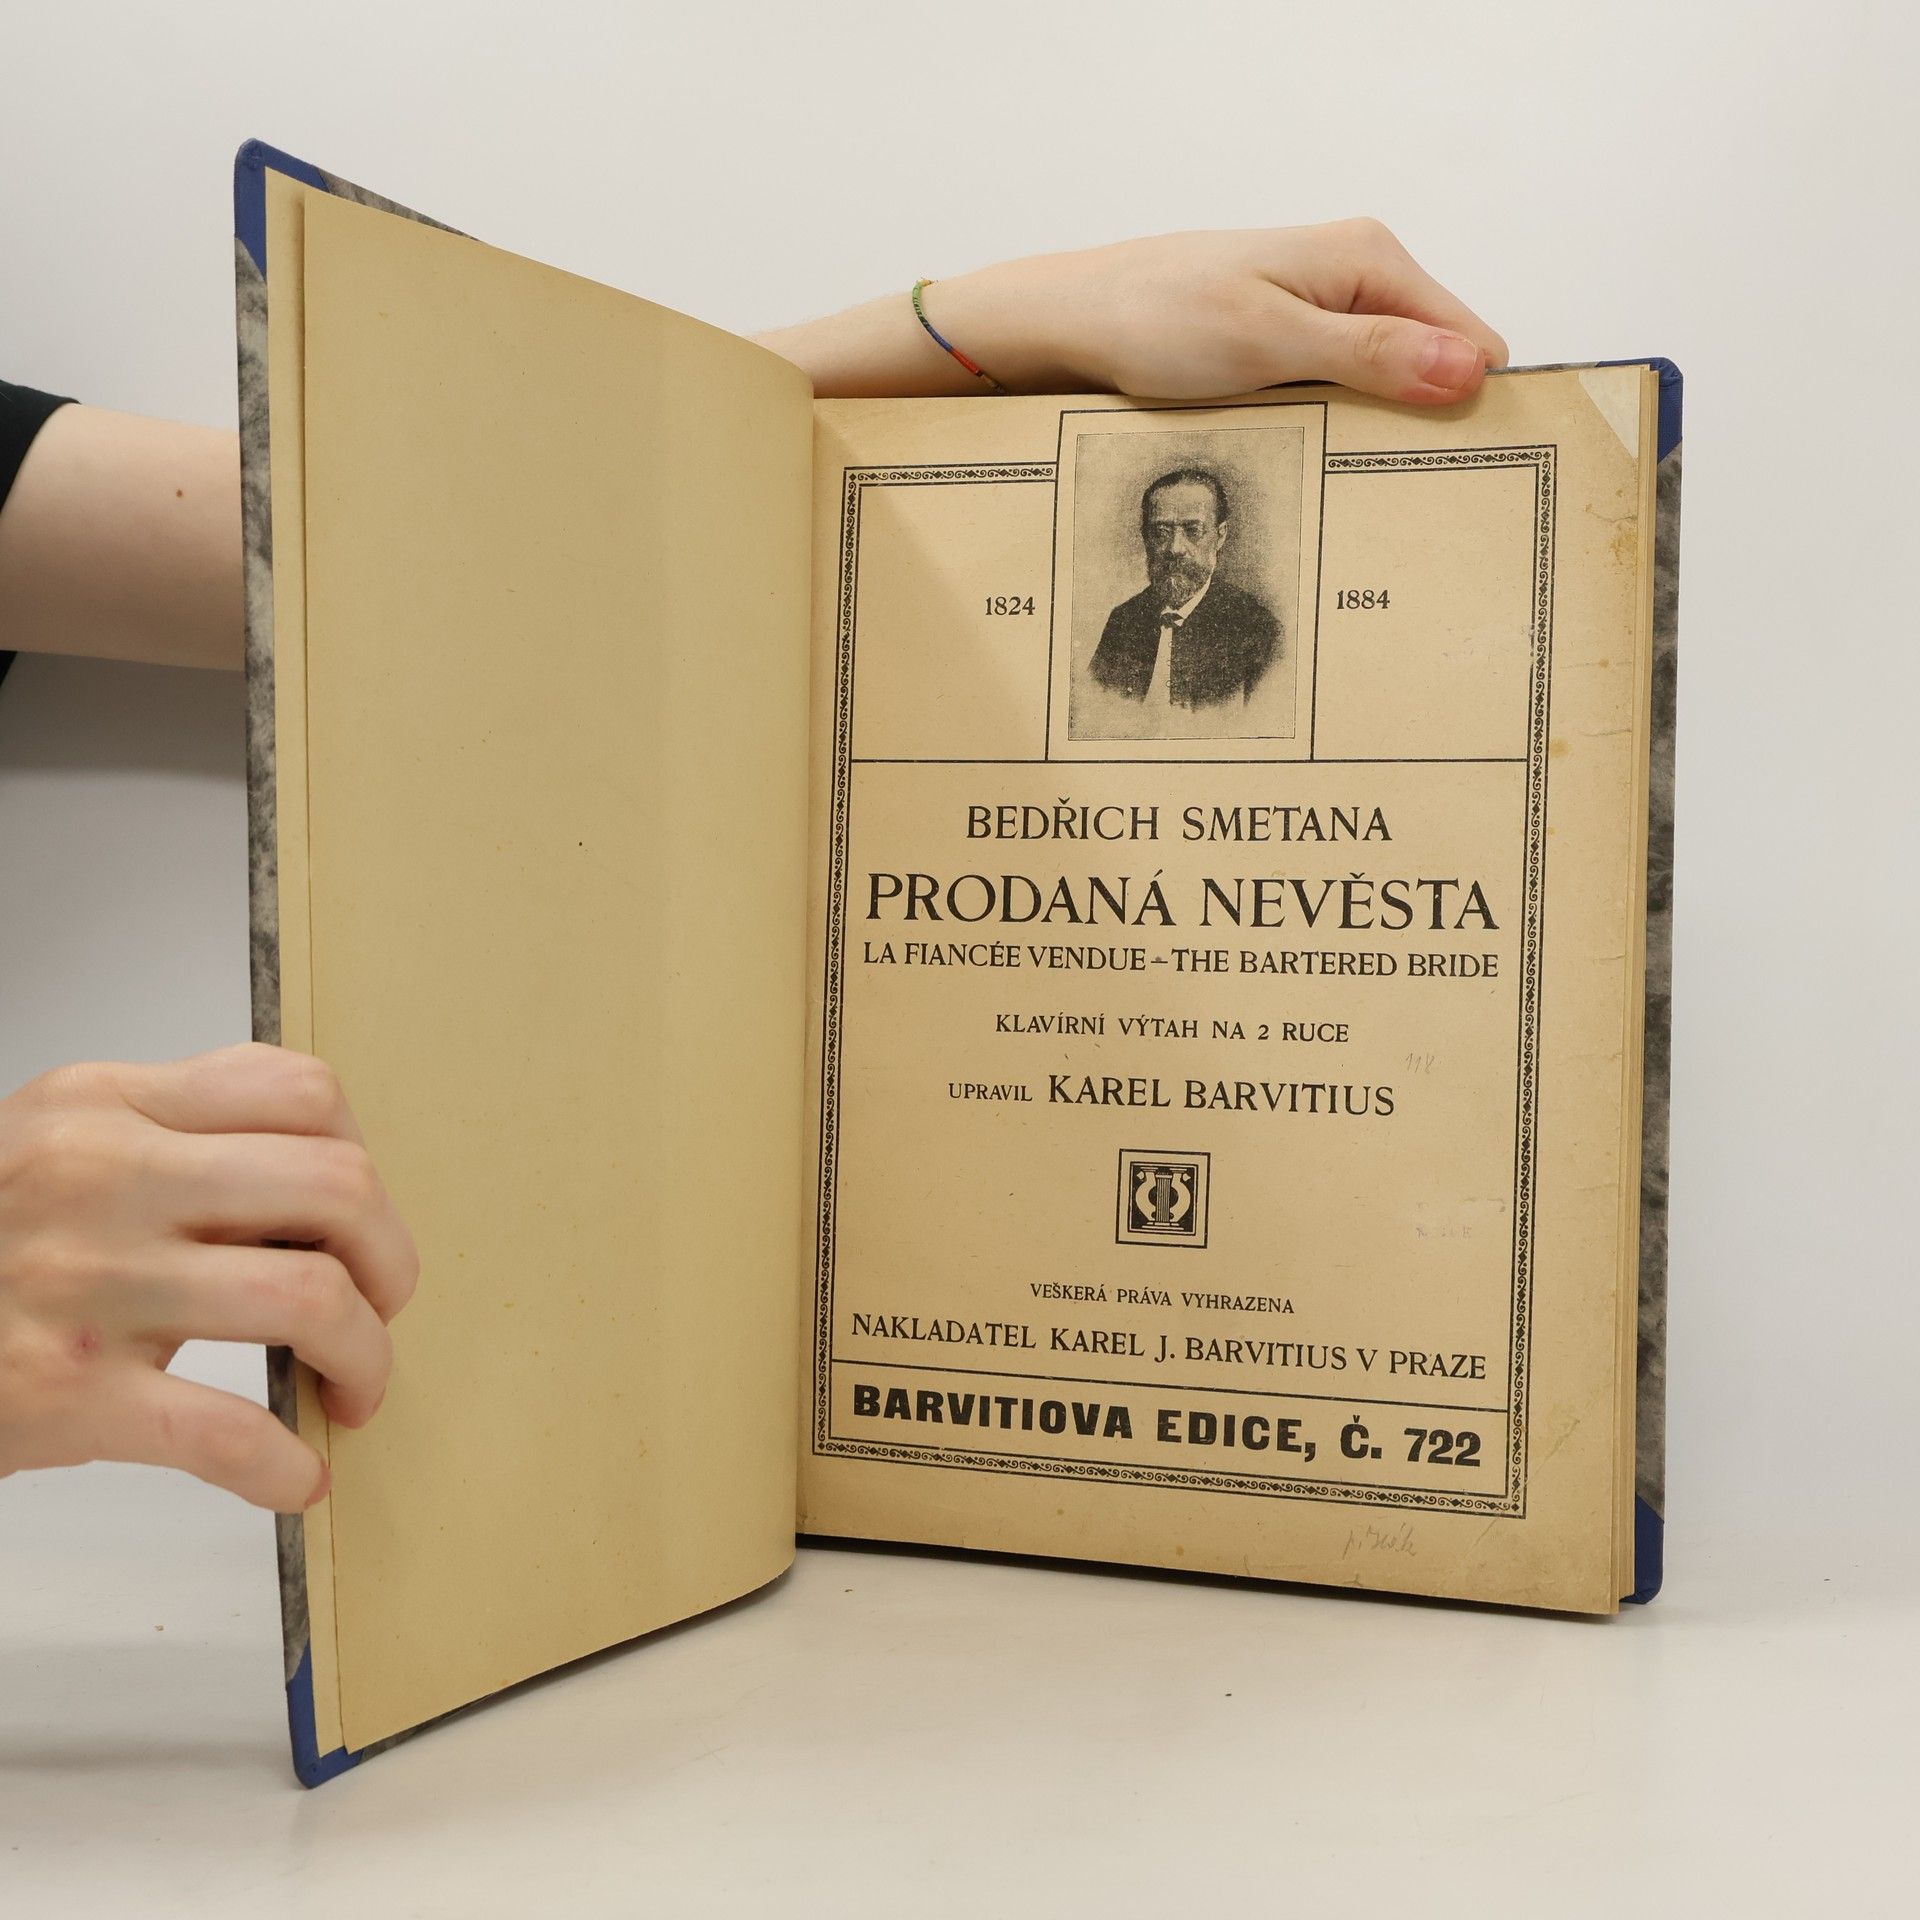 1824
1884
BEDŘICH SMETANA
PRODANÁ NEVĚSTA
LA FIANCÉE VENDUE–THE BARTERED BRIDE
KLAVÍRNÍ VÝTAH NA 2 RUCE
118
UPRAVIL KAREL BARVITIUS
VEŠKERÁ PRÁVA VYHRAZENA
NAKLADATEL KAREL J. BARVITIUS V PRAZE
BARVITIOVA EDICE, Č. 722